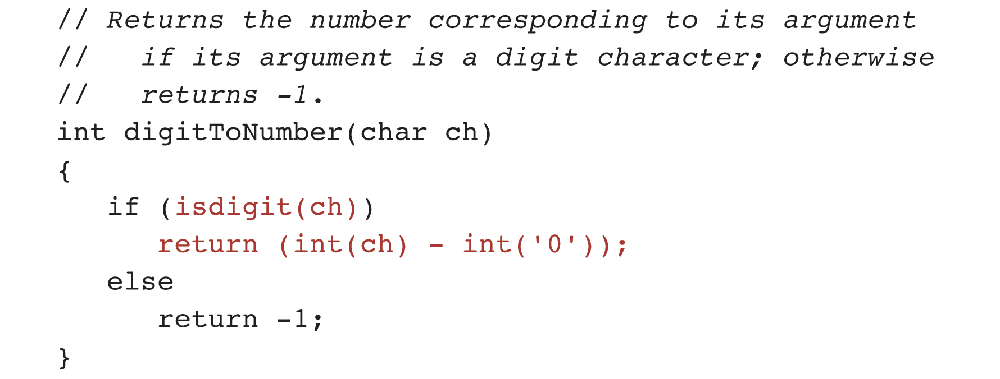 // Returns the number corresponding to its argument
//   if its argument is a digit character; otherwise
//   returns -1.
int digitToNumber(char ch)
{
   if (isdigit(ch))
      return (int(ch) - int('0'));
   else
      return -1;
}